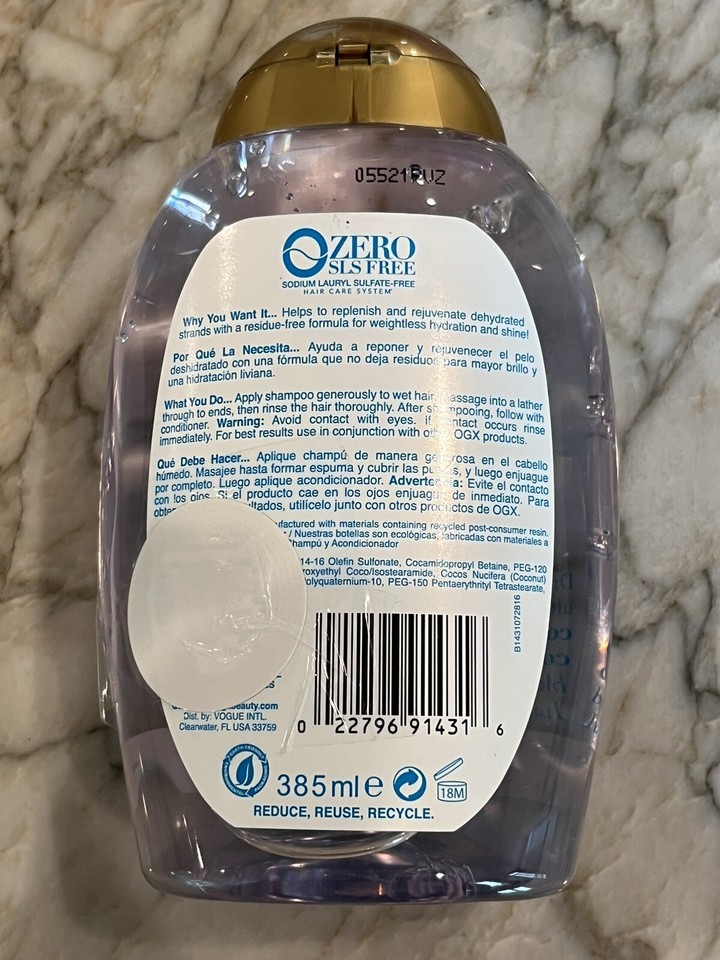 05521
ZERO
SLS FREE
SODIUM LAURYL SULFATE-FREE
HAIR CARE SYSTEM
Why You Want It... Helps to replenish and rejuvenate dehydrated
strands with a residue-free formula for weightless hydration and shine!
Por Qué La Necesita... Ayuda a reponer y rejuvenecer el pelo
deshidratado con una fórmula que no deja residuos para mayor brillo y
una hidratación liviana.
What You Do... Apply shampoo generously to wet hair, massage into a lather
through to ends, then rinse the hair thoroughly. After shampooing, follow with
conditioner. Warning: Avoid contact with eyes. If contact occurs rinse
immediately. For best results use in conjunction with other OGX products.
Qué Debe Hacer... Aplique champú de manera generosa en el cabello
húmedo. Masajee hasta formar espuma y cubrir las puntas, y luego enjuague
por completo. Luego aplique acondicionador. Advertencia: Evite el contacto
con los ojos. Si el producto cae en los ojos enjuague de inmediato. Para
ltados, utilícelo junto con otros productos de OGX.
ufactured with materials containing recycled post-consumer resin.
/ Nuestras botellas son ecológicas, fabricadas con materiales a
Champú y Acondicionador
14-16 Olefin Sulfonate, Cocamidopropyl Betaine, PEG-120
Coco/Isostearamide, Cocos Nucifera (Coconut)
olyquaternium-10, PEG-150 Pentaerythrityl Tetrastearate,
B1431072816
beauty.com
Dist. by: VOGUE INTL.
Clearwater, FL USA 33759
0 22796 91431 6
EARTH FRIENDLY
385ml e
18M
REDUCE, REUSE, RECYCLE.